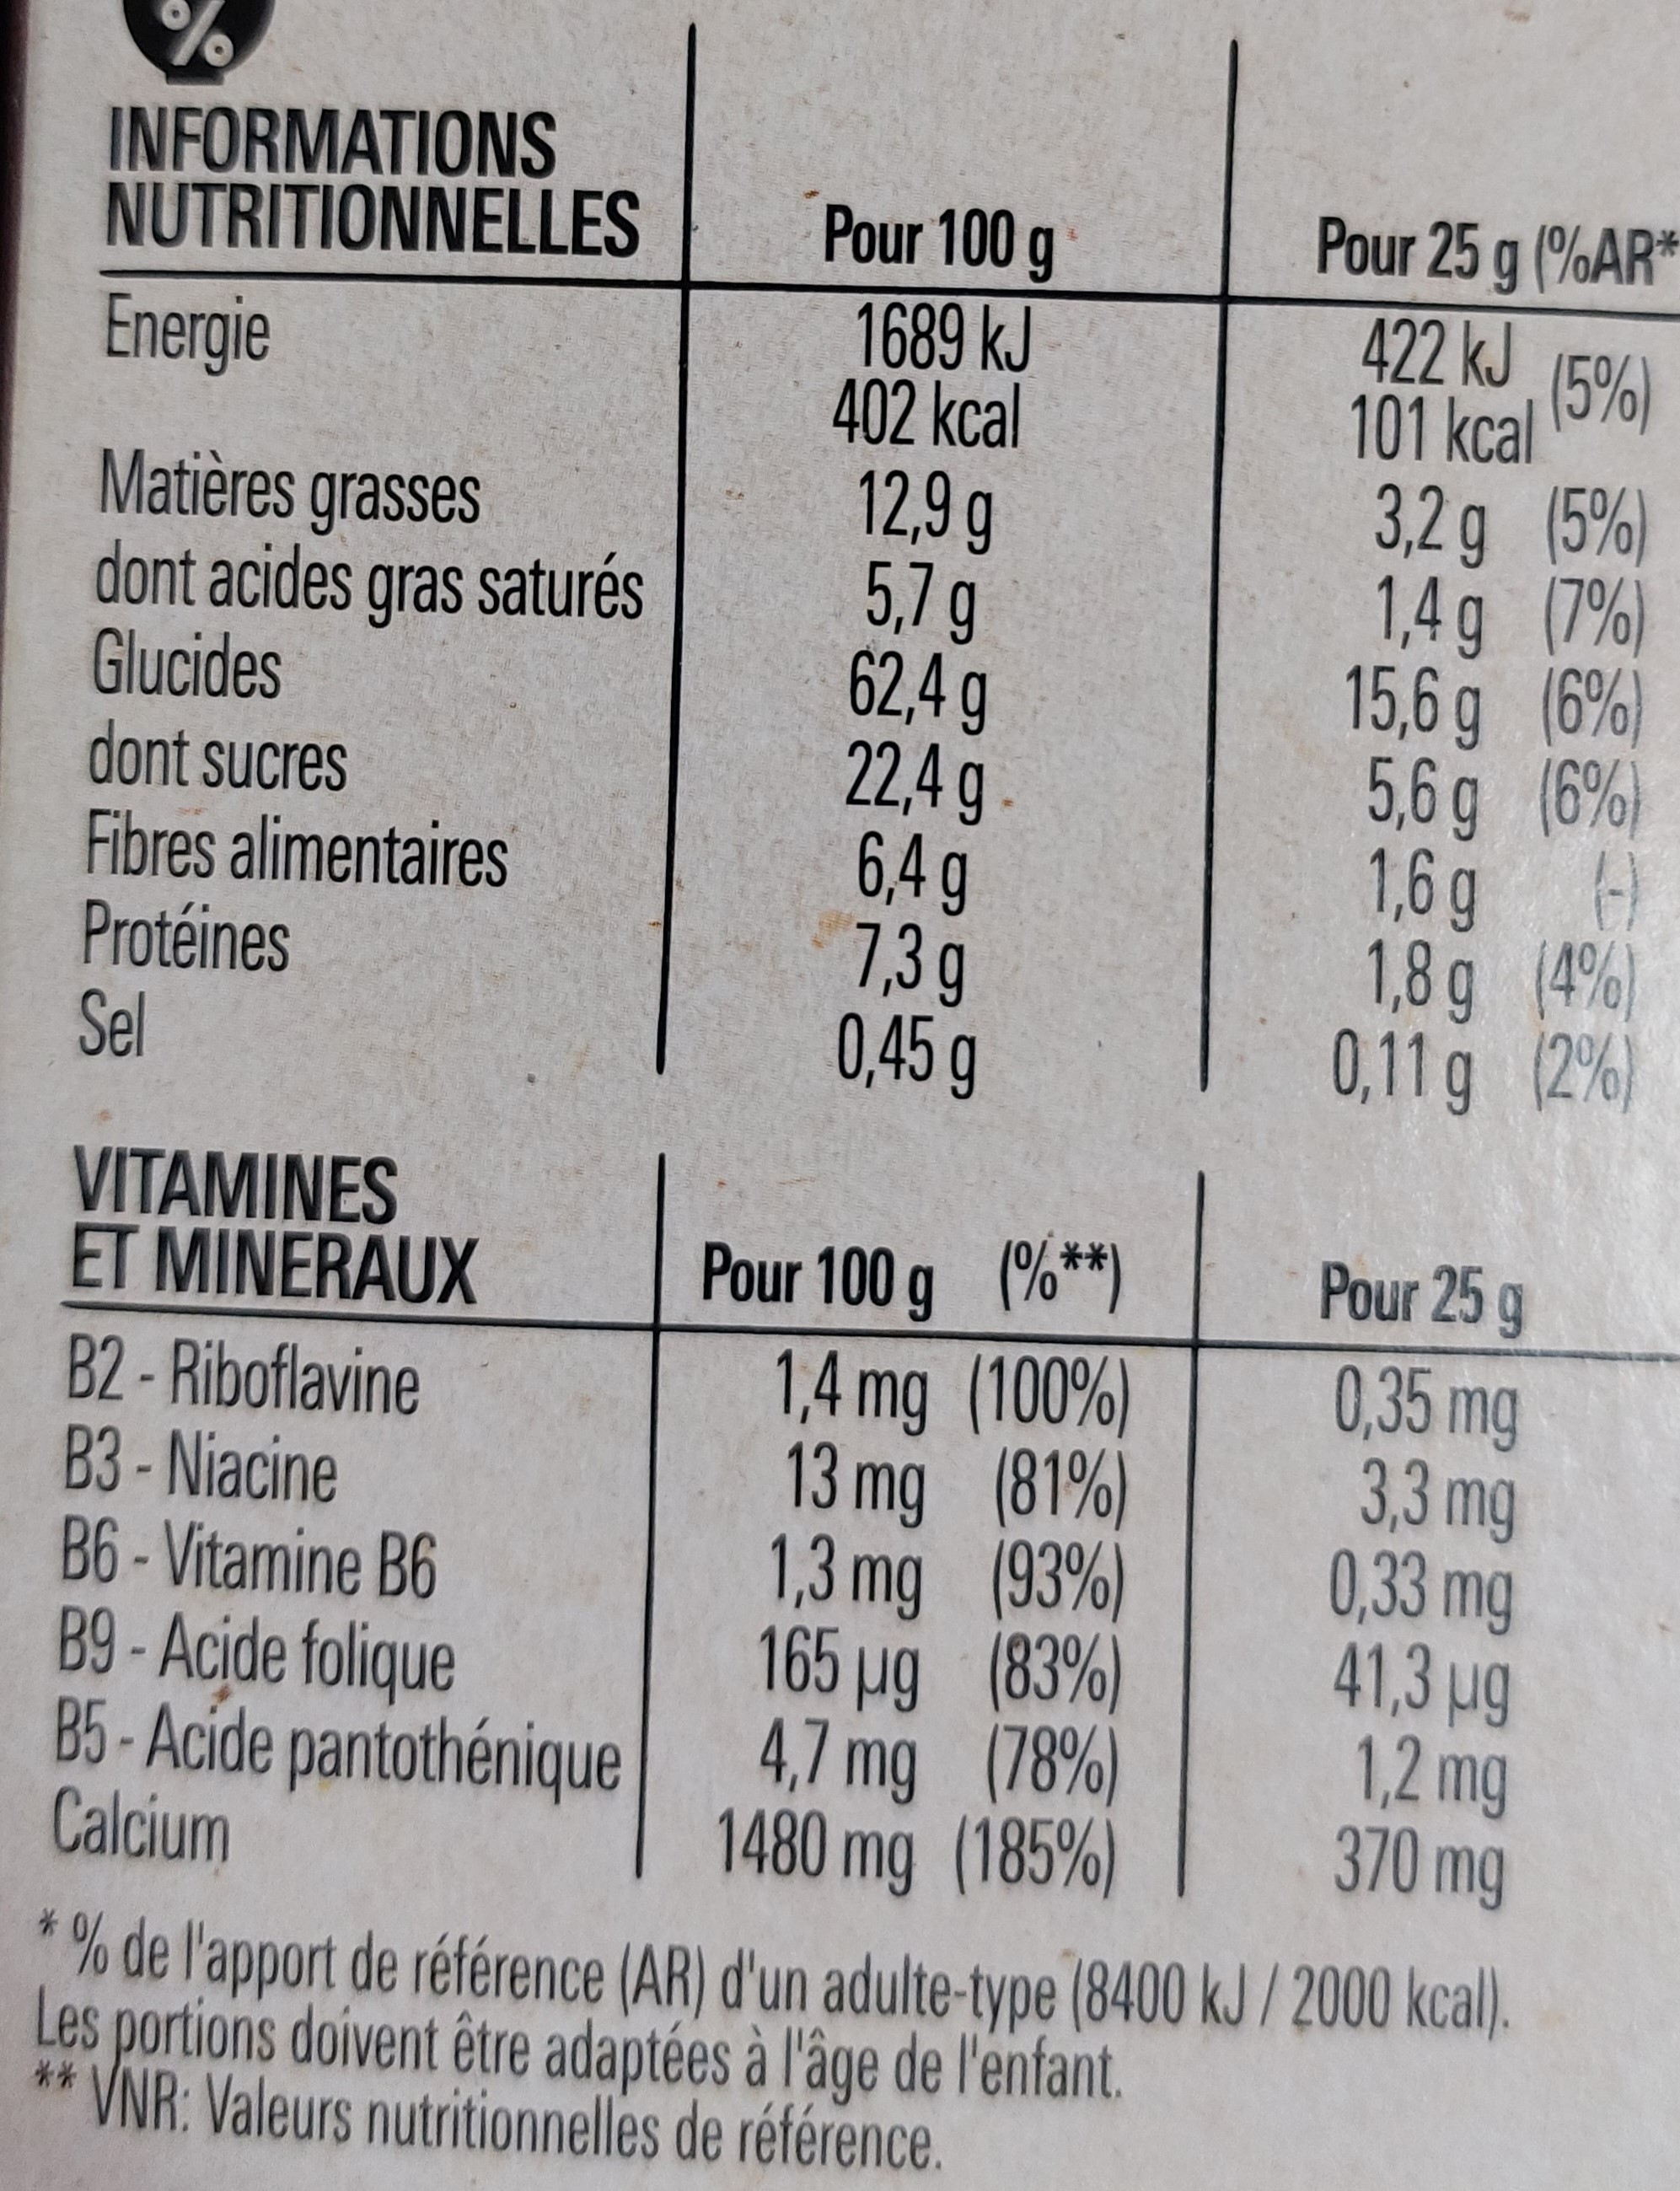 %
INFORMATIONS
NUTRITIONNELLES Pour 100 g Pour 25 g (%AR*
Energie 1689 kJ 422 kJ (5%)
402 kcal 101 kcal
Matières grasses 12,9 g 3,2 g (5%)
dont acides gras saturés 5,7 g 1,4 g (7%)
Glucides 62,4 g 15,6 g (6%)
dont sucres 22,4 g 5,6 g (6%)
Fibres alimentaires 6,4 g 1,6 g (-)
Protéines 7,3 g 1,8 g (4%)
Sel 0,45 g 0,11 g (2%)
VITAMINES
ET MINERAUX Pour 100 g (%**) Pour 25 g
B2 - Riboflavine 1,4 mg (100%) 0,35 mg
B3 - Niacine 13 mg (81%) 3,3 mg
B6 - Vitamine B6 1,3 mg (93%) 0,33 mg
B9 - Acide folique 165 µg (83%) 41,3 µg
B5 - Acide pantothénique 4,7 mg (78%) 1,2 mg
Calcium 1480 mg (185%) 370 mg
* % de l'apport de référence (AR) d'un adulte-type (8400 kJ / 2000 kcal).
Les portions doivent être adaptées à l'âge de l'enfant.
** VNR: Valeurs nutritionnelles de référence.